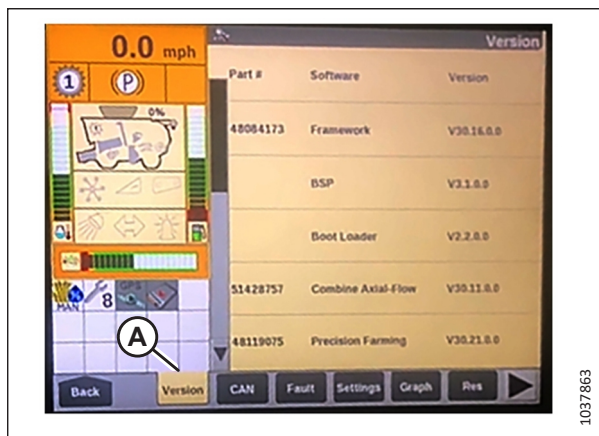 0.0 mph
Version
1
P
0%
Part # Software Version
48084173 Framework V30.16.0.0
BSP V3.1.0.0
Boot Loader V2.2.0.0
51428757 Combine Axial-Flow V30.11.0.0
48119075 Precision Farming V30.21.0.0
MAN
8
GPS
A
Back Version CAN Fault Settings Graph Res
1037863